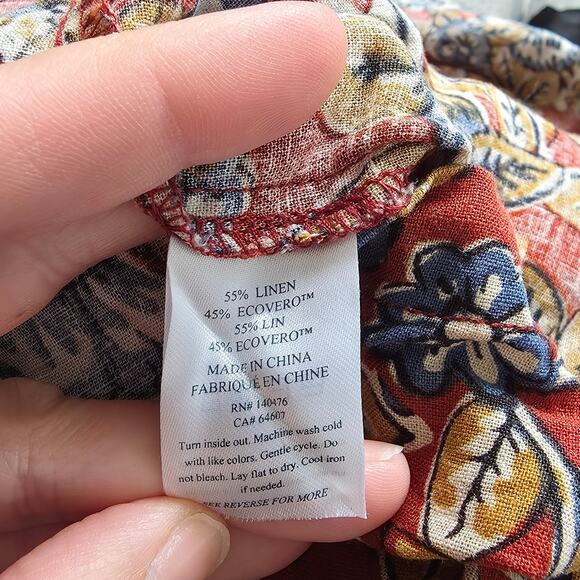 55% LINEN
45% ECOVERO™
55% LIN
45% ECOVERO™
MADE IN CHINA
FABRIQUÉ EN CHINE
RN# 140476
CA# 64607
Turn inside out. Machine wash cold
with like colors. Gentle cycle. Do
not bleach. Lay flat to dry. Cool iron
if needed.
SEE REVERSE FOR MORE